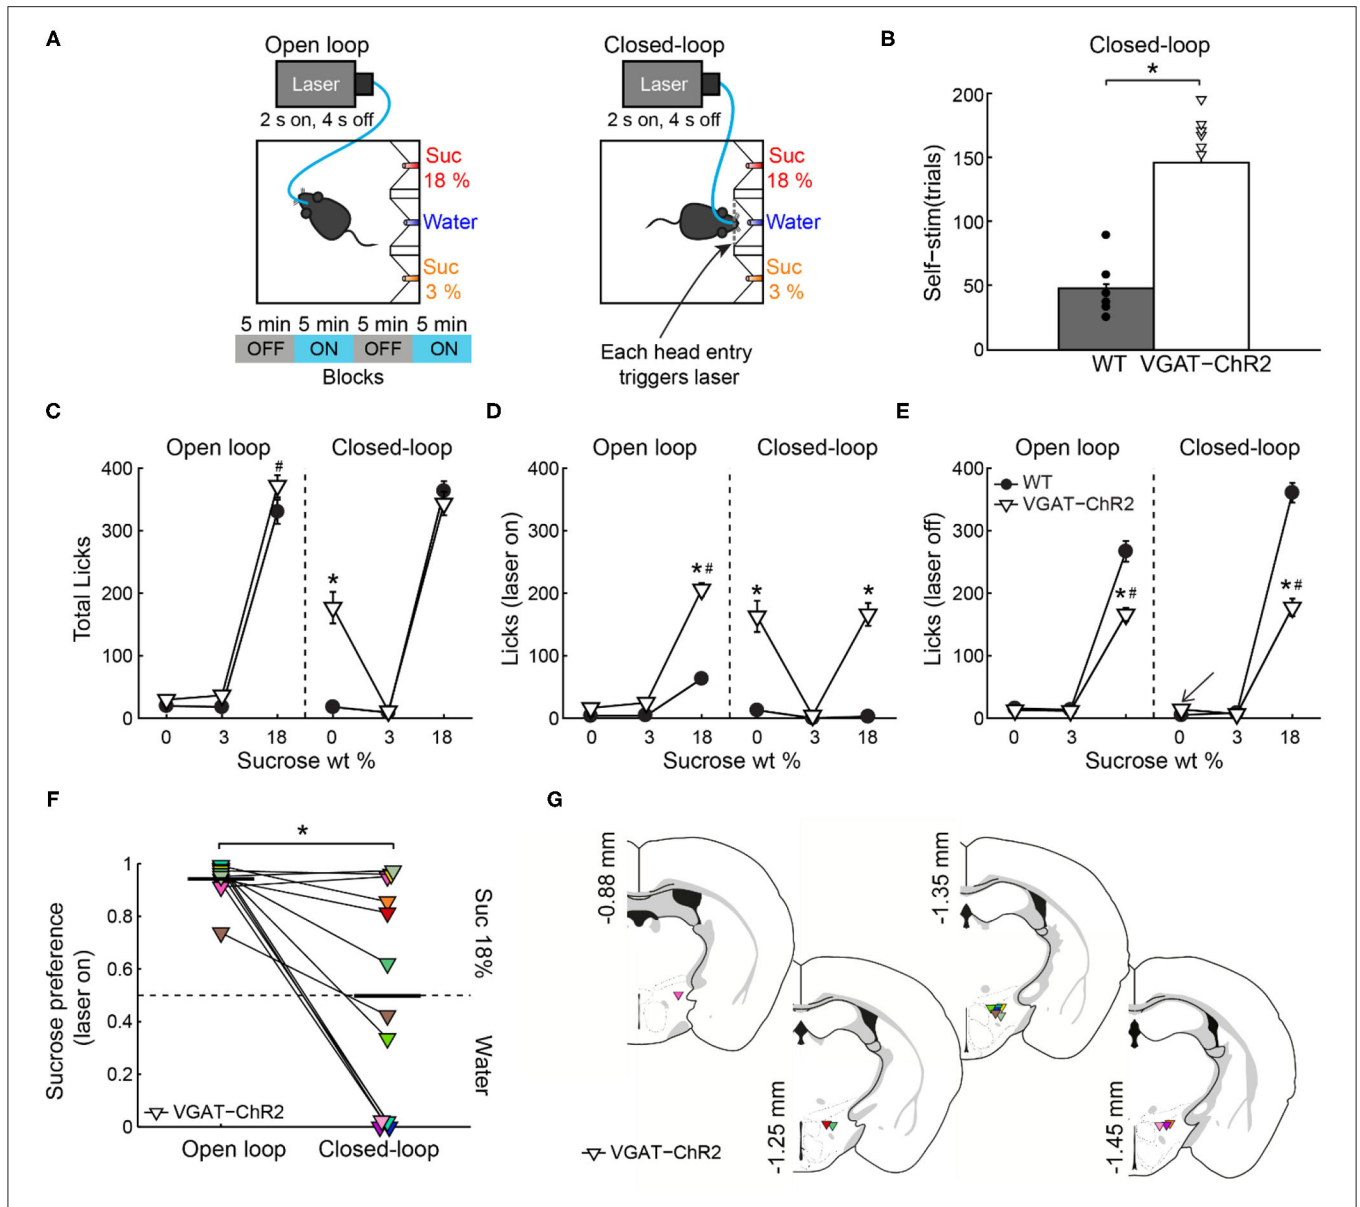 A
Open loop
Laser
2 s on, 4 s off
Suc
18 %
Water
Suc
3 %
5 min 5 min 5 min 5 min
OFF ON OFF ON
Blocks
Closed-loop
Laser
2 s on, 4 s off
Suc
18 %
Water
Suc
3 %
Each head entry
triggers laser
B
Closed-loop
*
Self-stim(trials)
200
150
100
50
0
WT VGAT-ChR2
C
Open loop Closed-loop
Total Licks
400
300
200
100
0
#
*
0 3 18 0 3 18
Sucrose wt %
D
Open loop Closed-loop
Licks (laser on)
400
300
200
100
0
*#
* *
0 3 18 0 3 18
Sucrose wt %
E
Open loop Closed-loop
WT
VGAT-ChR2
Licks (laser off)
400
300
200
100
0
*#
*#
0 3 0 3 18
Sucrose wt %
F
*
Sucrose preference
(laser on)
1
0.8
0.6
0.4
0.2
0
Suc 18%
Water
VGAT-ChR2
Open loop Closed-loop
G
-0.88 mm
-1.35 mm
-1.25 mm
-1.45 mm
VGAT-ChR2